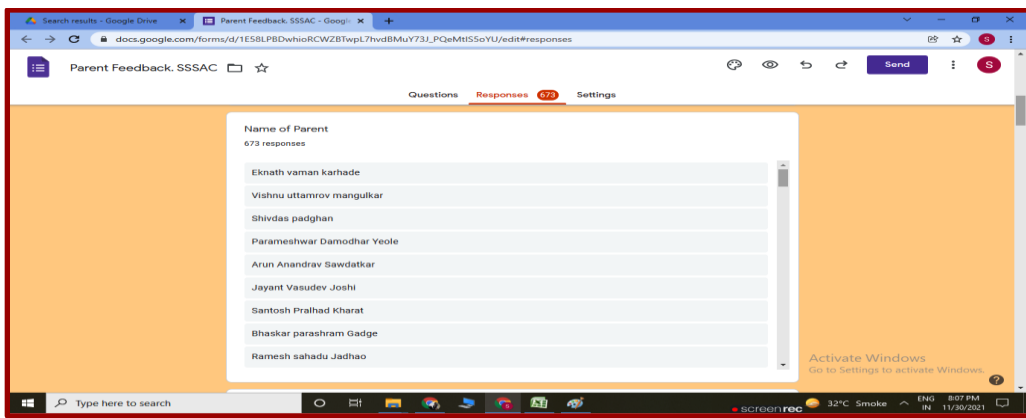 Search results - Google Drive
Parent Feedback. SSSAC - Google
docs.google.com/forms/d/1E58LPBDwhioRCWZBTwpL7hvdBMuY73J_PQeMtIS5oYU/edit#responses
S
Parent Feedback. SSSAC
Send
S
Questions Responses 673 Settings
Name of Parent
673 responses
Eknath vaman karhade
Vishnu uttamrov mangulkar
Shivdas padghan
Parameshwar Damodhar Yeole
Arun Anandrav Sawdatkar
Jayant Vasudev Joshi
Santosh Pralhad Kharat
Bhaskar parashram Gadge
Ramesh sahadu Jadhao
Activate Windows
Go to Settings to activate Windows.
Type here to search
screenrec
32°C Smoke
ENG
IN
8:07 PM
11/30/2021